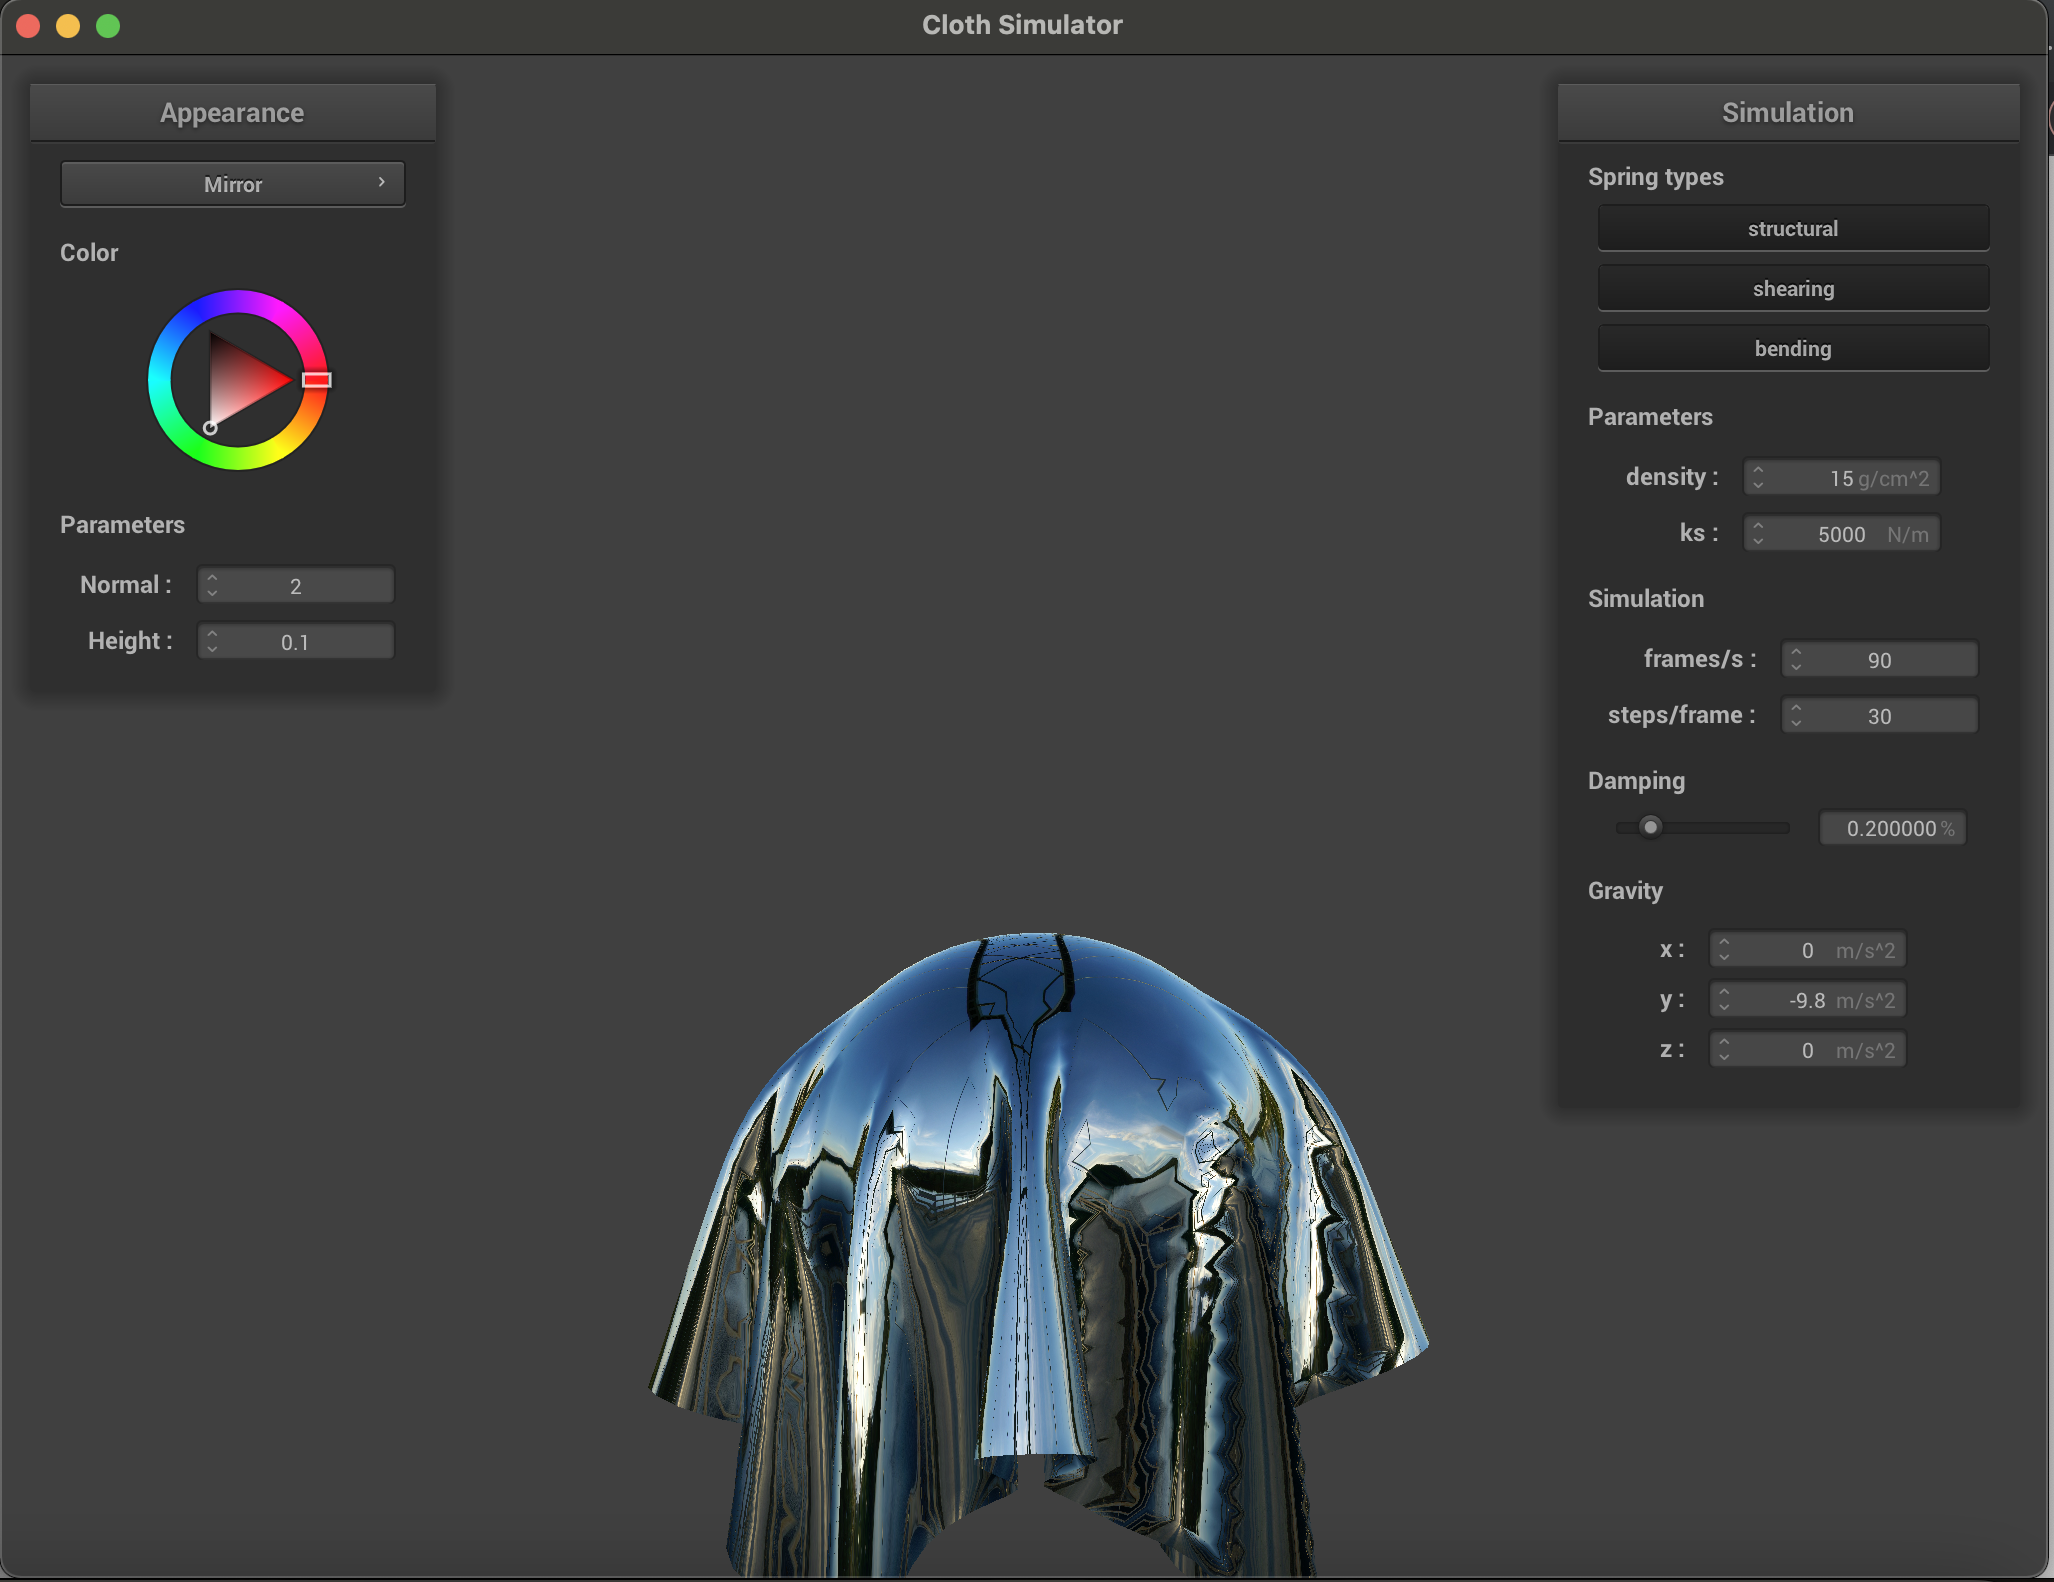 Cloth Simulator
Appearance
Mirror
Color
Parameters
Normal : 2
Height : 0.1
Simulation
Spring types
structural
shearing
bending
Parameters
density : 15 g/cm^2
ks : 5000 N/m
Simulation
frames/s : 90
steps/frame : 30
Damping
0.200000 %
Gravity
x : 0 m/s^2
y : -9.8 m/s^2
z : 0 m/s^2